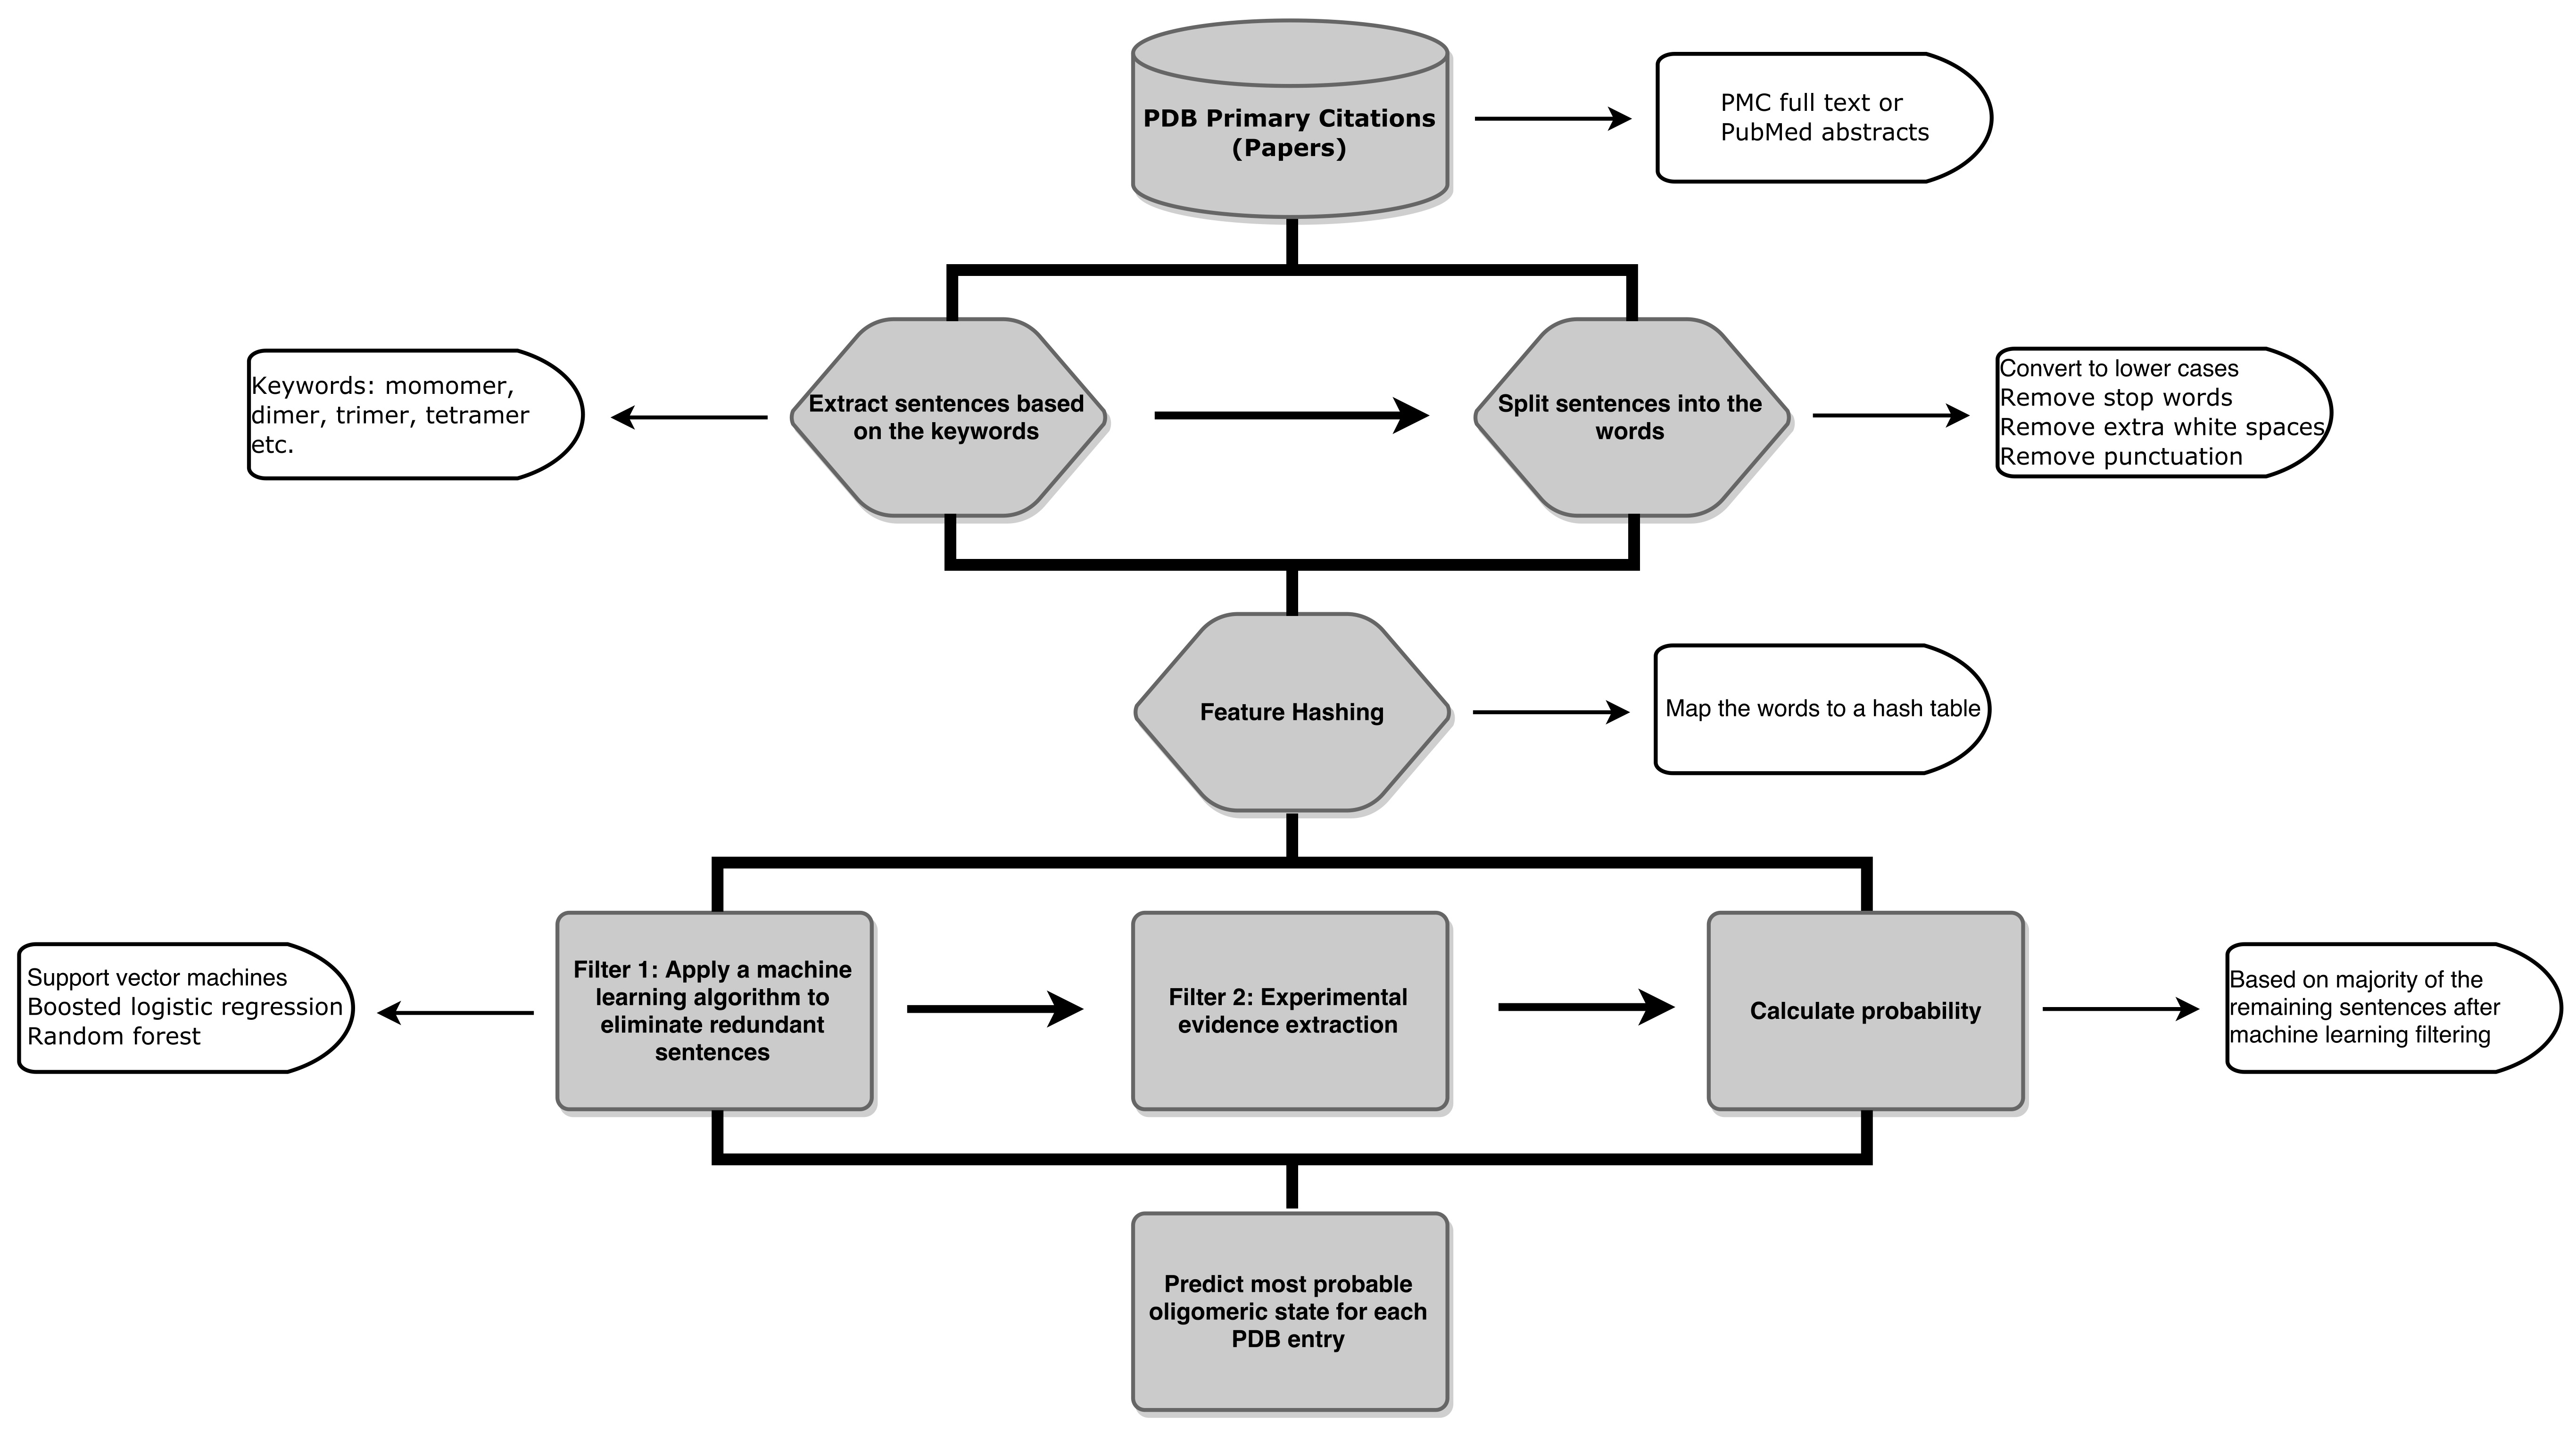 PDB Primary Citations
(Papers)
PMC full text or
PubMed abstracts
Keywords: momomer,
dimer, trimer, tetramer
etc.
Extract sentences based
on the keywords
Split sentences into the
words
Convert to lower cases
Remove stop words
Remove extra white spaces
Remove punctuation
Feature Hashing
Map the words to a hash table
Support vector machines
Boosted logistic regression
Random forest
Filter 1: Apply a machine
learning algorithm to
eliminate redundant
sentences
Filter 2: Experimental
evidence extraction
Calculate probability
Based on majority of the
remaining sentences after
machine learning filtering
Predict most probable
oligomeric state for each
PDB entry